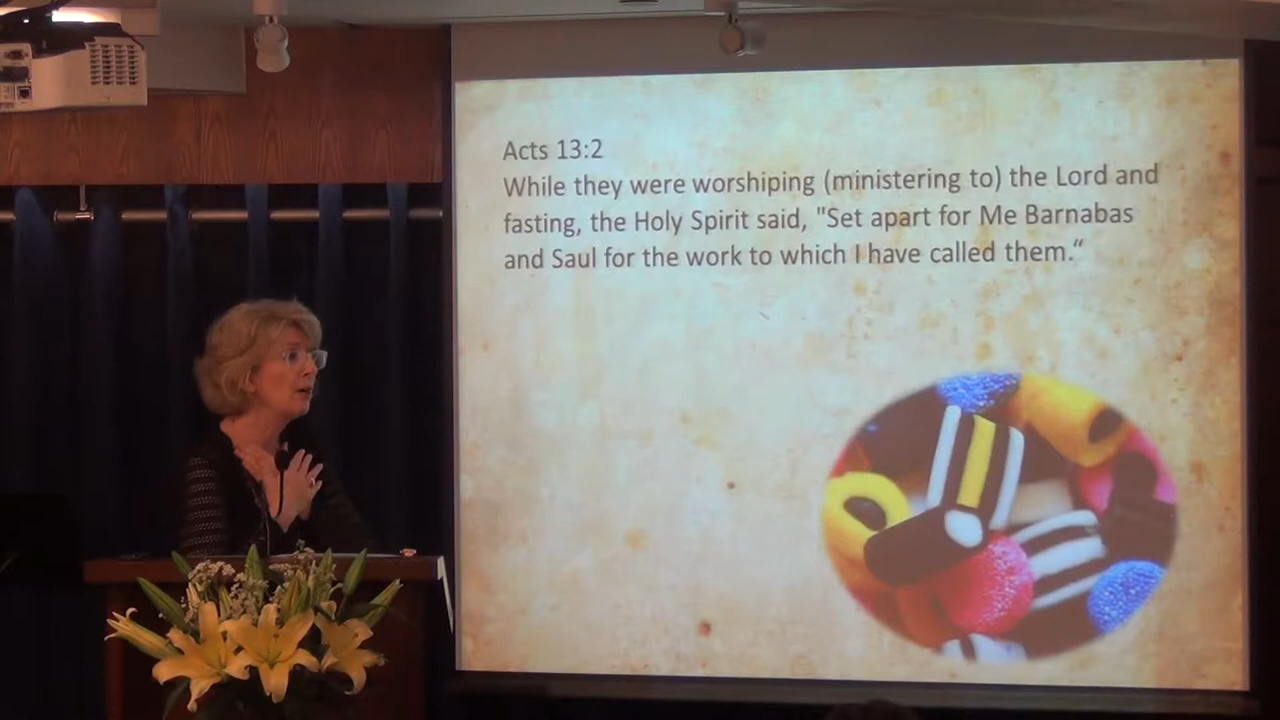 Acts 13:2
While they were worshiping (ministering to) the Lord and
fasting, the Holy Spirit said, "Set apart for Me Barnabas
and Saul for the work to which I have called them.“